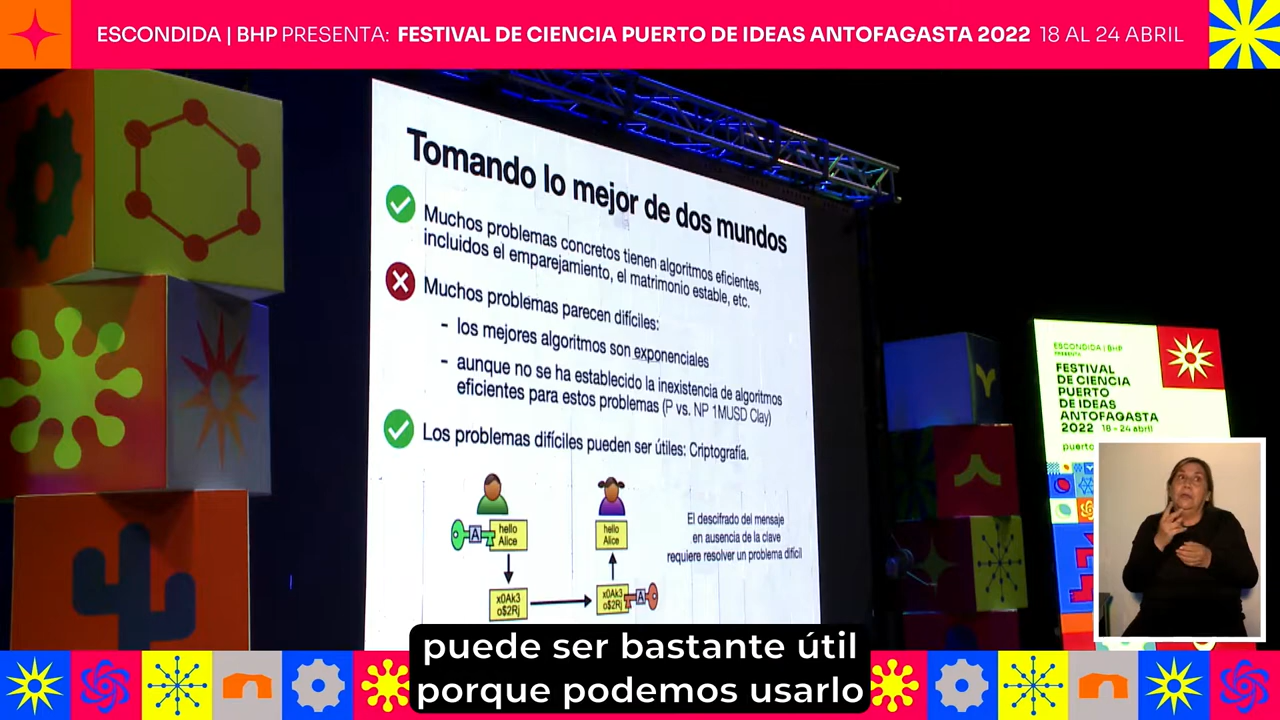 ESCONDIDA | BHP PRESENTA: FESTIVAL DE CIENCIA PUERTO DE IDEAS ANTOFAGASTA 2022 18 AL 24 ABRIL
Tomando lo mejor de dos mundos
Muchos problemas concretos tienen algoritmos eficientes,
incluidos el emparejamiento, el matrimonio estable, etc.
Muchos problemas parecen difíciles:
- los mejores algoritmos son exponenciales
- aunque no se ha establecido la inexistencia de algoritmos
eficientes para estos problemas (P vs. NP 1MUSD Clay)
Los problemas difíciles pueden ser útiles: Criptografía.
A
hello
Alice
hello
Alice
El descifrado del mensaje
en ausencia de la clave
requiere resolver un problema difícil
x0Ak3
o$2Rj
x0Ak3
o$2Rj
A
ESCONDIDA | BHP
PRESENTA:
FESTIVAL
DE CIENCIA
PUERTO
DE IDEAS
ANTOFAGASTA
2022 18 - 24 abril
puerto
puede ser bastante útil
porque podemos usarlo